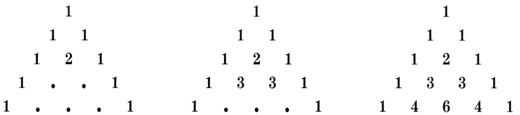 1 1 1
1 1 1 1 1 1
1 2 1 1 2 1 1 2 1
1 . . 1 1 3 3 1 1 3 3 1
1 . . . 1 1 . . . 1 1 4 6 4 1